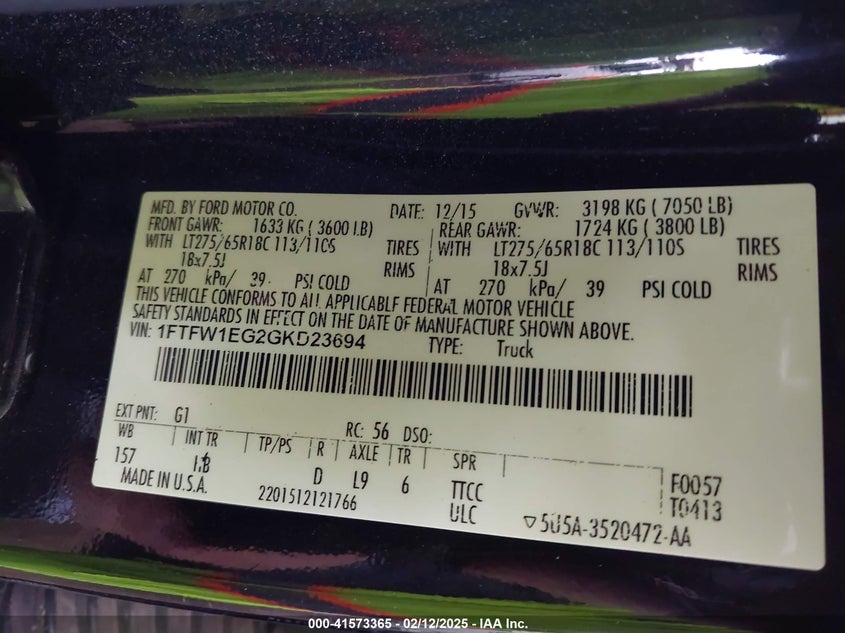 MFD. BY FORD MOTOR CO. DATE: 12/15 GVWR: 3198 KG ( 7050 LB)
FRONT GAWR: 1633 KG ( 3600 LB) REAR GAWR: 1724 KG ( 3800 LB)
WITH LT275/65R18C 113/110S TIRES WITH LT275/65R18C 113/110S TIRES
18x7.5J RIMS 18x7.5J RIMS
AT 270 kPa/ 39 PSI COLD AT 270 kPa/ 39 PSI COLD
THIS VEHICLE CONFORMS TO ALL APPLICABLE FEDERAL MOTOR VEHICLE
SAFETY STANDARDS IN EFFECT ON THE DATE OF MANUFACTURE SHOWN ABOVE.
VIN: 1FTFW1EG2GKD23694 TYPE: Truck
EXT PNT: G1 RC: 56 DSO:
WB INT TR TP/PS R AXLE TR SPR
157 D L9 6 TTCC F0057
MADE IN U.S.A. 2201512121766 ULC T0413
▽5U5A-3520472-AA
000-41573365 - 02/12/2025 - IAA Inc.